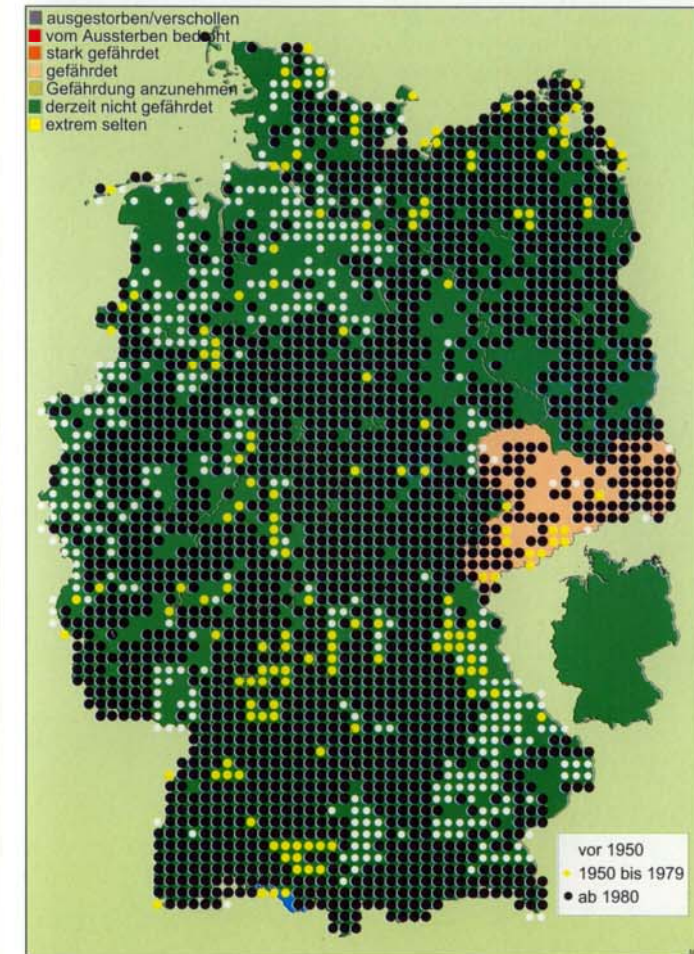 ausgestorben/verschollen
vom Aussterben bedroht
stark gefährdet
gefährdet
Gefährdung anzunehmen
derzeit nicht gefährdet
extrem selten
vor 1950
1950 bis 1979
ab 1980